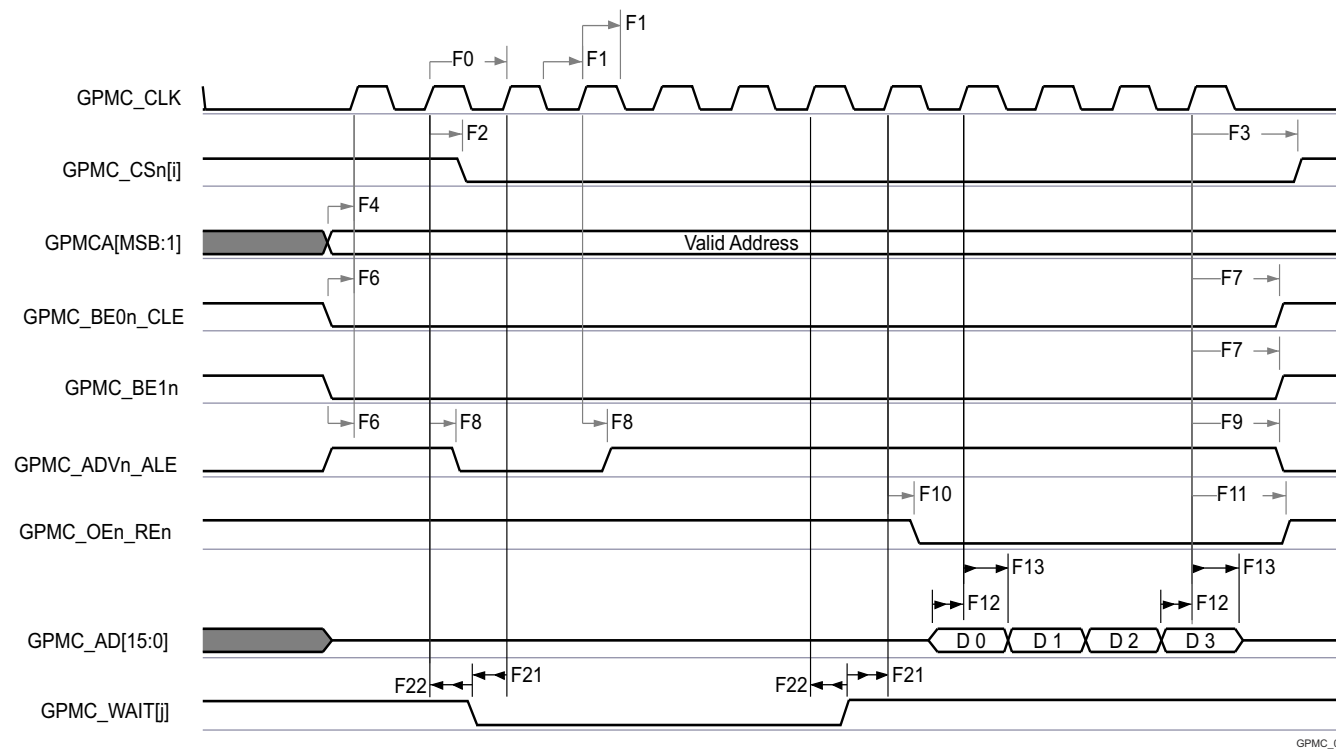 F1
F0 F1
GPMC_CLK
F2 F3
GPMC_CSn[i]
F4
GPMCA[MSB:1] Valid Address
F6 F7
GPMC_BE0n_CLE
F7
GPMC_BE1n
F6 F8 F8 F9
GPMC_ADVn_ALE
F10 F11
GPMC_OEn_REn
F13 F13
F12 F12
GPMC_AD[15:0] D 0 D 1 D 2 D 3
F22 F21 F22 F21
GPMC_WAIT[j]